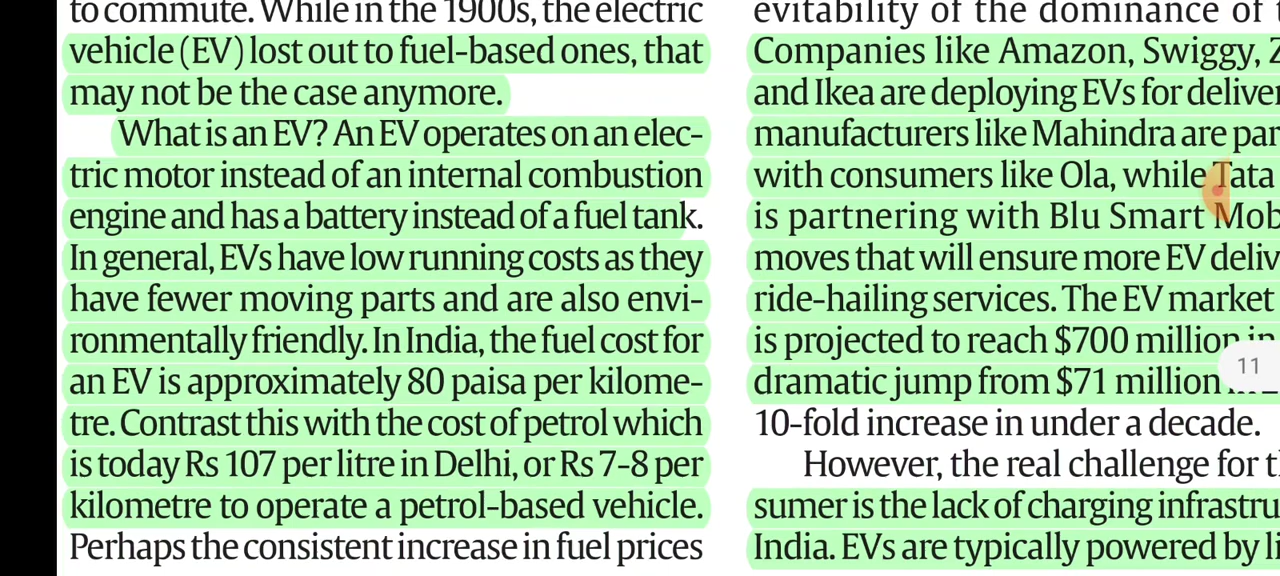 to commute. While in the 1900s, the electric
vehicle (EV) lost out to fuel-based ones, that
may not be the case anymore.
What is an EV? An EV operates on an elec-
tric motor instead of an internal combustion
engine and has a battery instead of a fuel tank.
In general, EVs have low running costs as they
have fewer moving parts and are also envi-
ronmentally friendly. In India, the fuel cost for
an EV is approximately 80 paisa per kilome-
tre. Contrast this with the cost of petrol which
is today Rs 107 per litre in Delhi, or Rs 7-8 per
kilometre to operate a petrol-based vehicle.
Perhaps the consistent increase in fuel prices
evitability of the dominance of
Companies like Amazon, Swiggy,
and Ikea are deploying EVs for
manufacturers like Mahindra are
with consumers like Ola, while Tata
is partnering with Blu Smart
moves that will ensure more EV
ride-hailing services. The EV market
is projected to reach $700 million in
dramatic jump from $71 million
10-fold increase in under a decade.
However, the real challenge for
sumer is the lack of charging
India. EVs are typically powered by
11